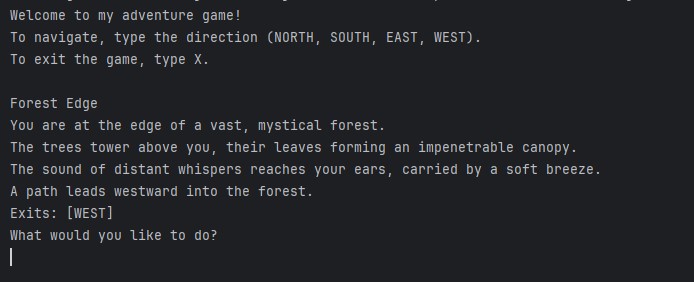 Welcome to my adventure game!
To navigate, type the direction (NORTH, SOUTH, EAST, WEST).
To exit the game, type X.
Forest Edge
You are at the edge of a vast, mystical forest.
The trees tower above you, their leaves forming an impenetrable canopy.
The sound of distant whispers reaches your ears, carried by a soft breeze.
A path leads westward into the forest.
Exits: [WEST]
What would you like to do?